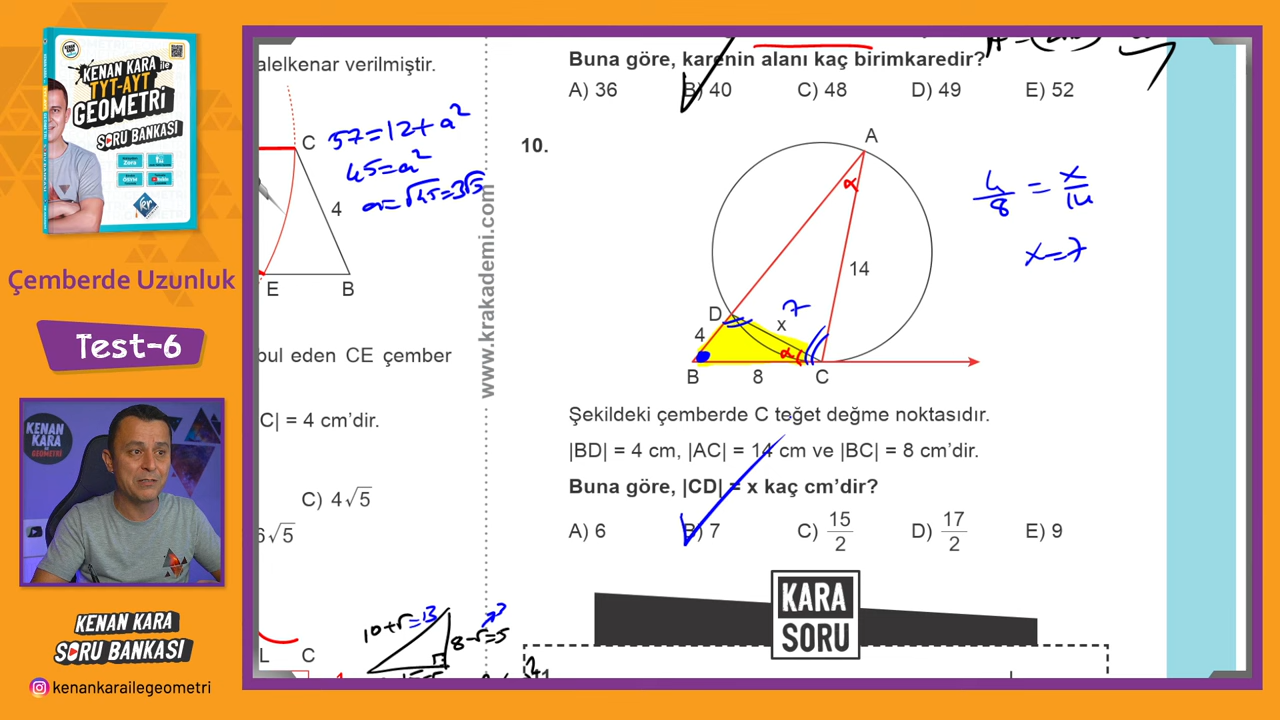 KENAN KARA ile
TYT-AYT
GEOMETRİ
SORU BANKASI
Çemberde Uzunluk
Test-6
KENAN
KARA
GEOMETRİ
KENAN KARA
SORU BANKASI
kenankarailegeometri
alelkenar verilmiştir.
C
4
E
B
57=12+a²
45=a²
a=√45=3√5
bul eden CE çember
C| = 4 cm'dir.
C) 4√5
6√5
L C
10+r=13
8-r=5
3
www.krakademi.com
Buna göre, karenin alanı kaç birimkaredir?
A) 36 B) 40 C) 48 D) 49 E) 52
10.
A
α
14
D
7
x
4
α
B
8
C
4/8 = x/14
x=7
Şekildeki çemberde C teğet değme noktasıdır.
|BD| = 4 cm, |AC| = 14 cm ve |BC| = 8 cm'dir.
Buna göre, |CD| = x kaç cm'dir?
A) 6 B) 7 C) 15/2 D) 17/2 E) 9
KARA
SORU